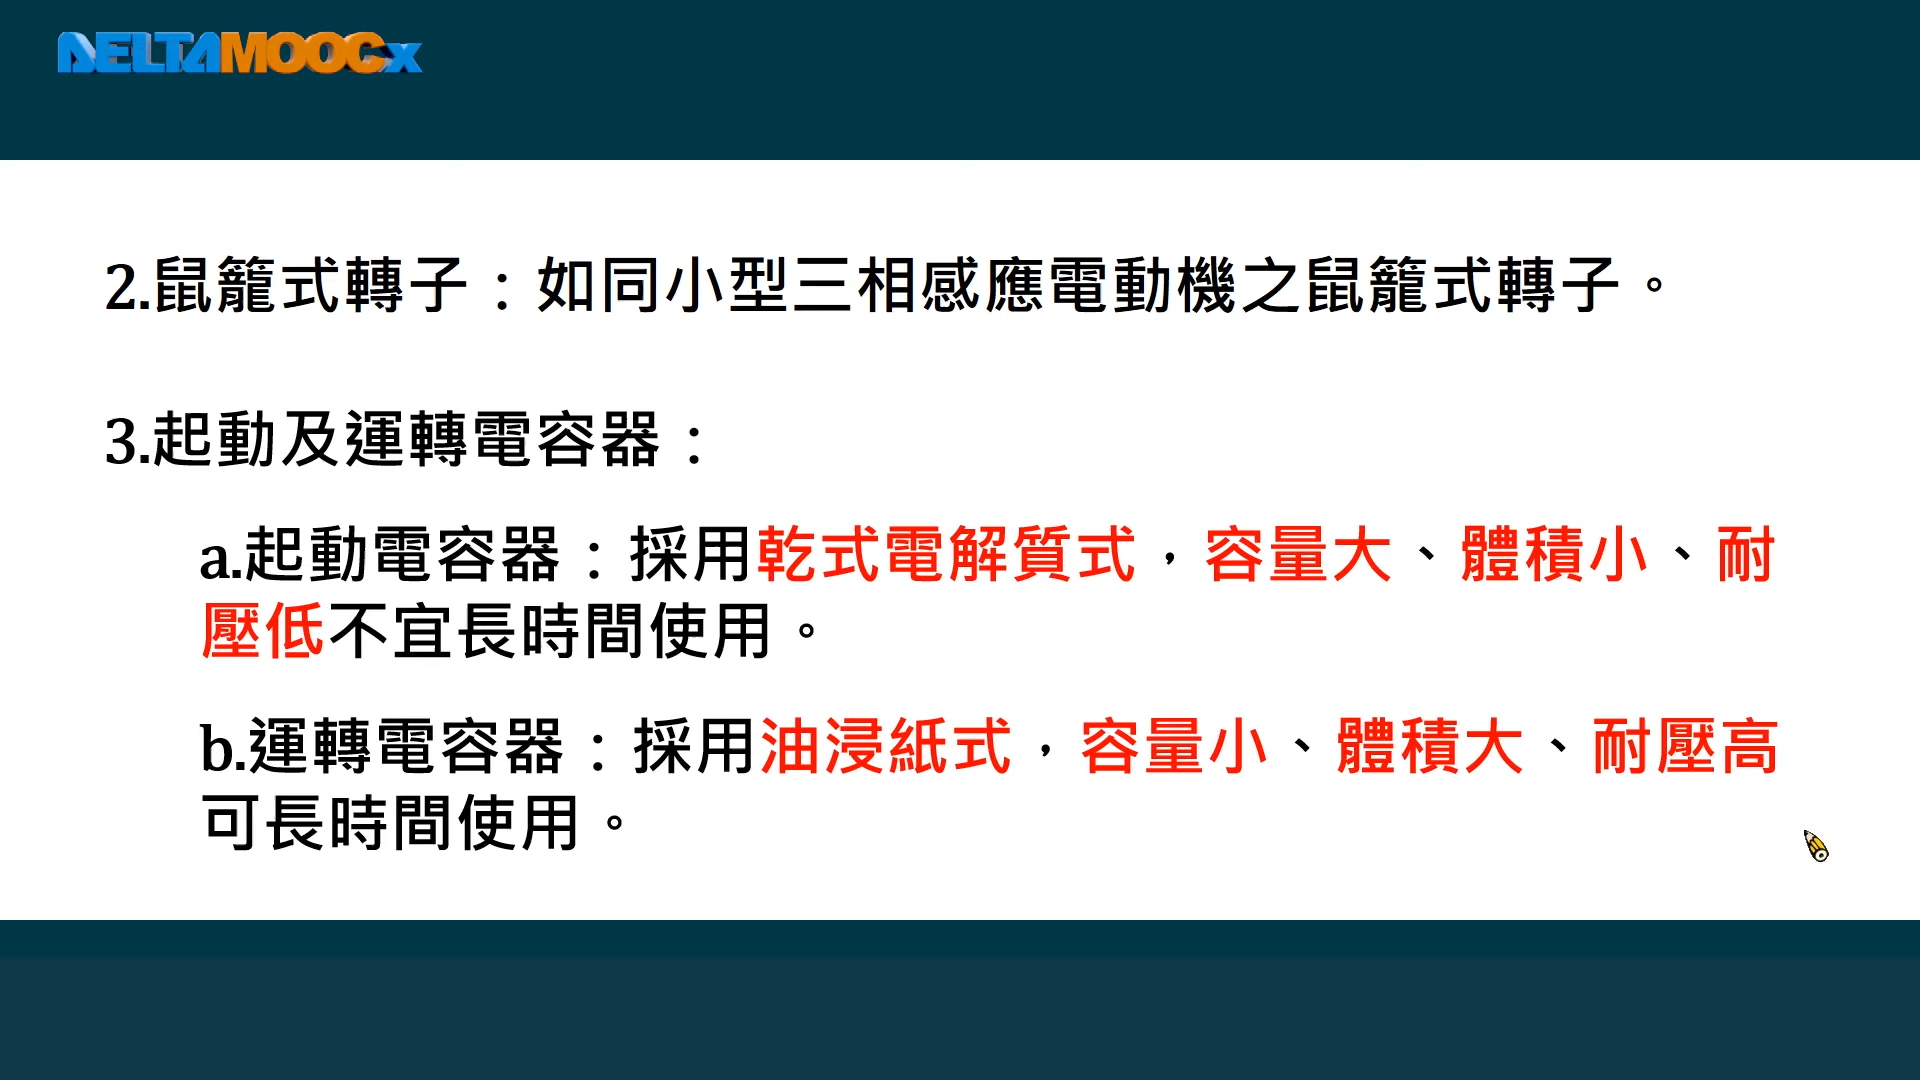 DELTAMOOCx
2.鼠籠式轉子：如同小型三相感應電動機之鼠籠式轉子。
3.起動及運轉電容器：
a.起動電容器：採用乾式電解質式，容量大、體積小、耐
壓低不宜長時間使用。
b.運轉電容器：採用油浸紙式，容量小、體積大、耐壓高
可長時間使用。